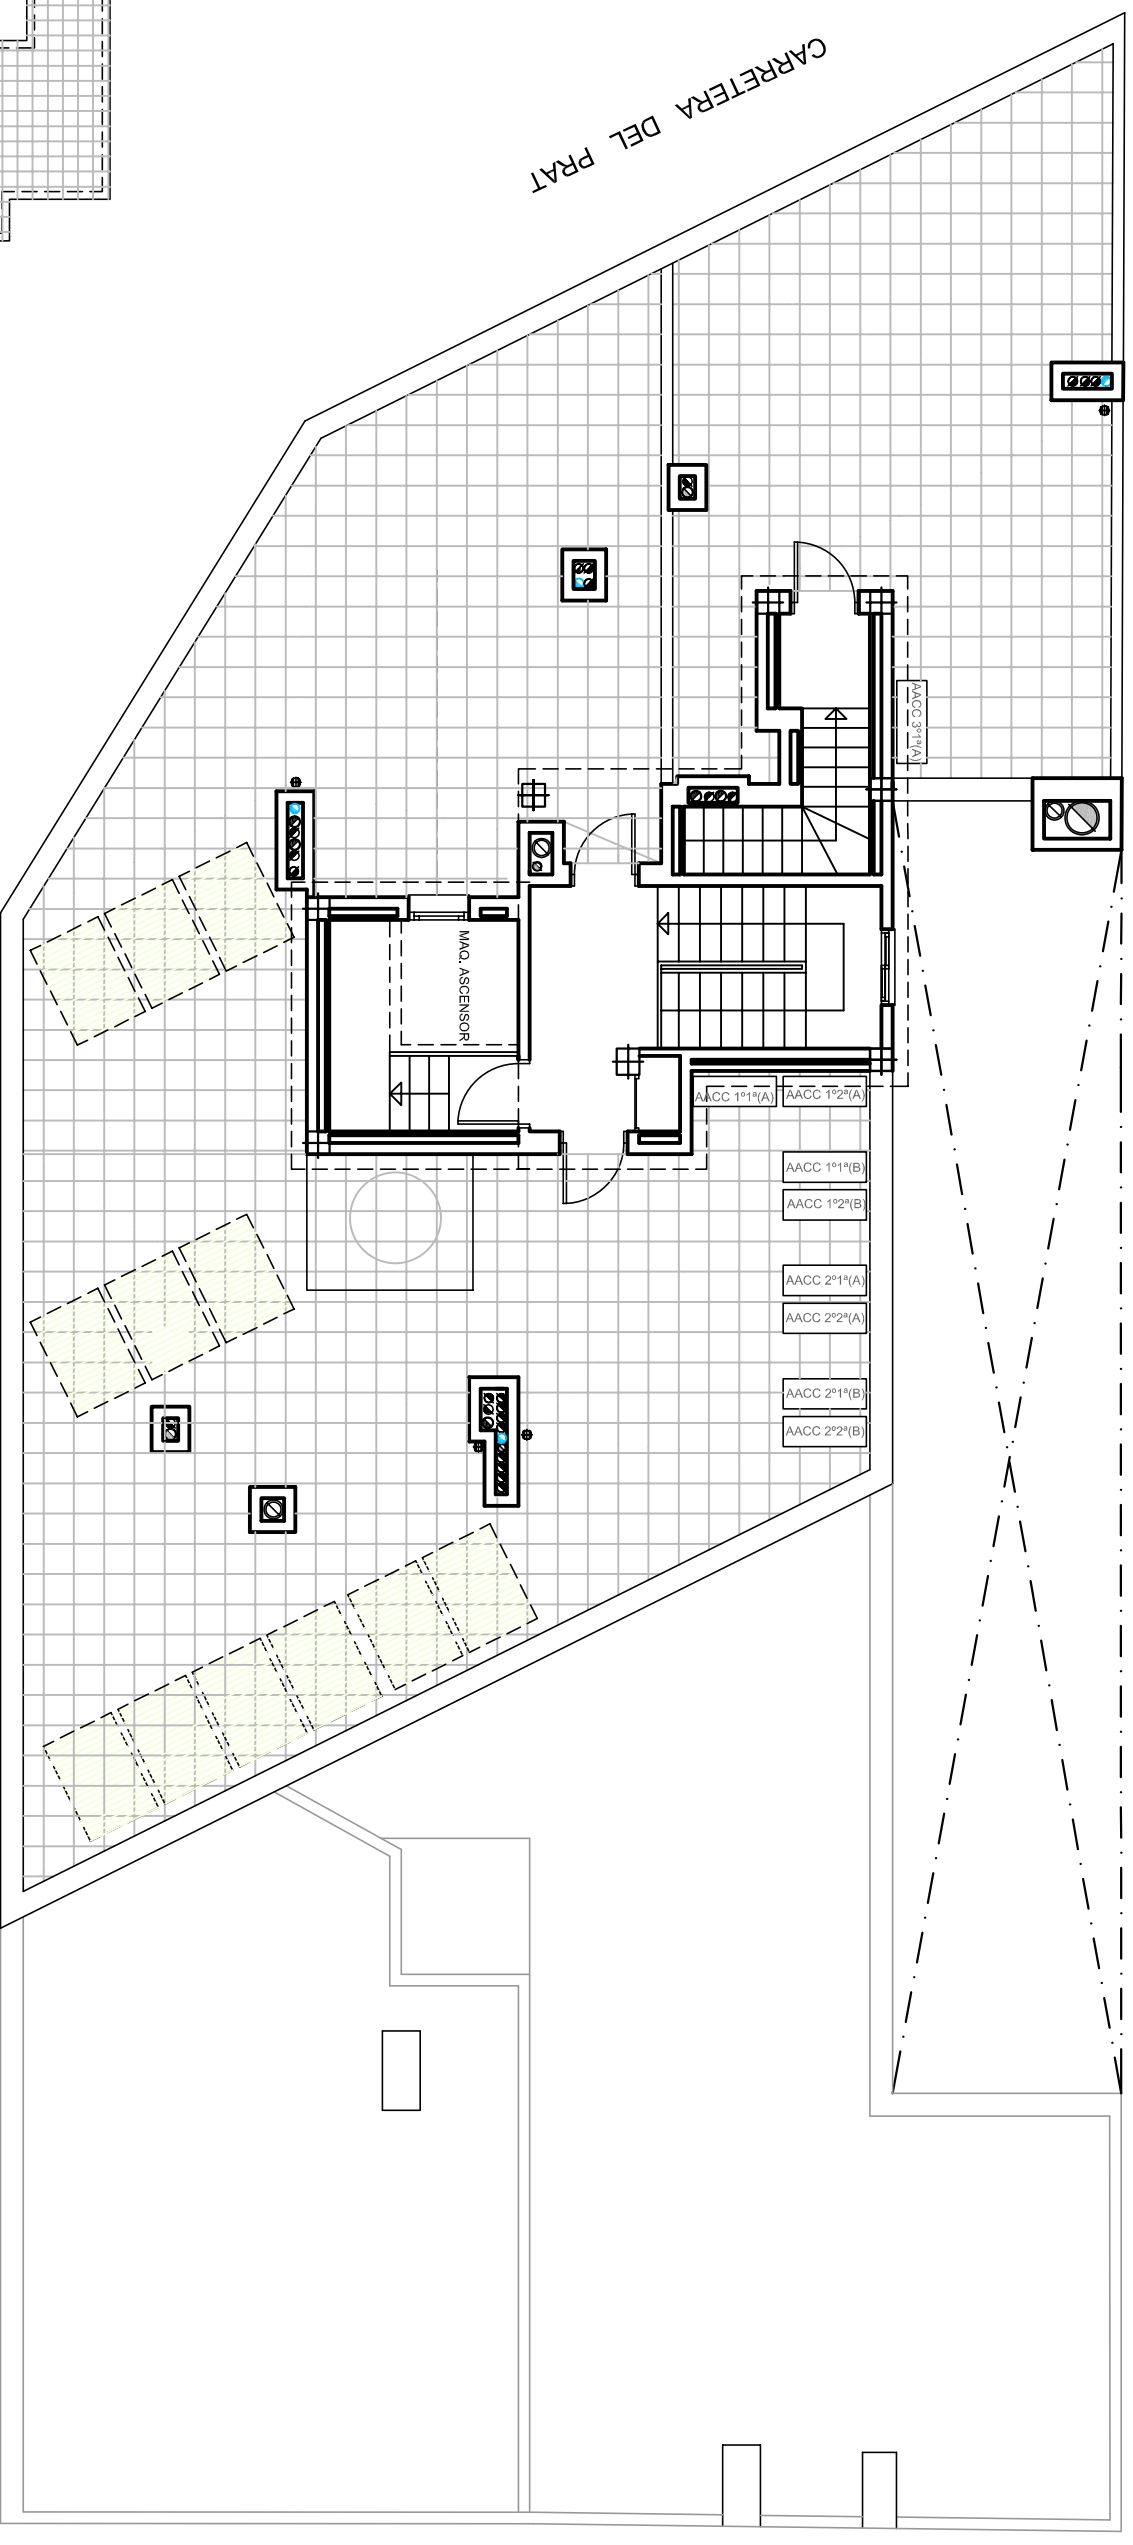 CARRETERA DEL PRAT
AACC 3º1ª(A)
MAQ. ASCENSOR
AACC 1º1ª(A)
AACC 1º2ª(A)
AACC 1º1ª(B)
AACC 1º2ª(B)
AACC 2º1ª(A)
AACC 2º2ª(A)
AACC 2º1ª(B)
AACC 2º2ª(B)